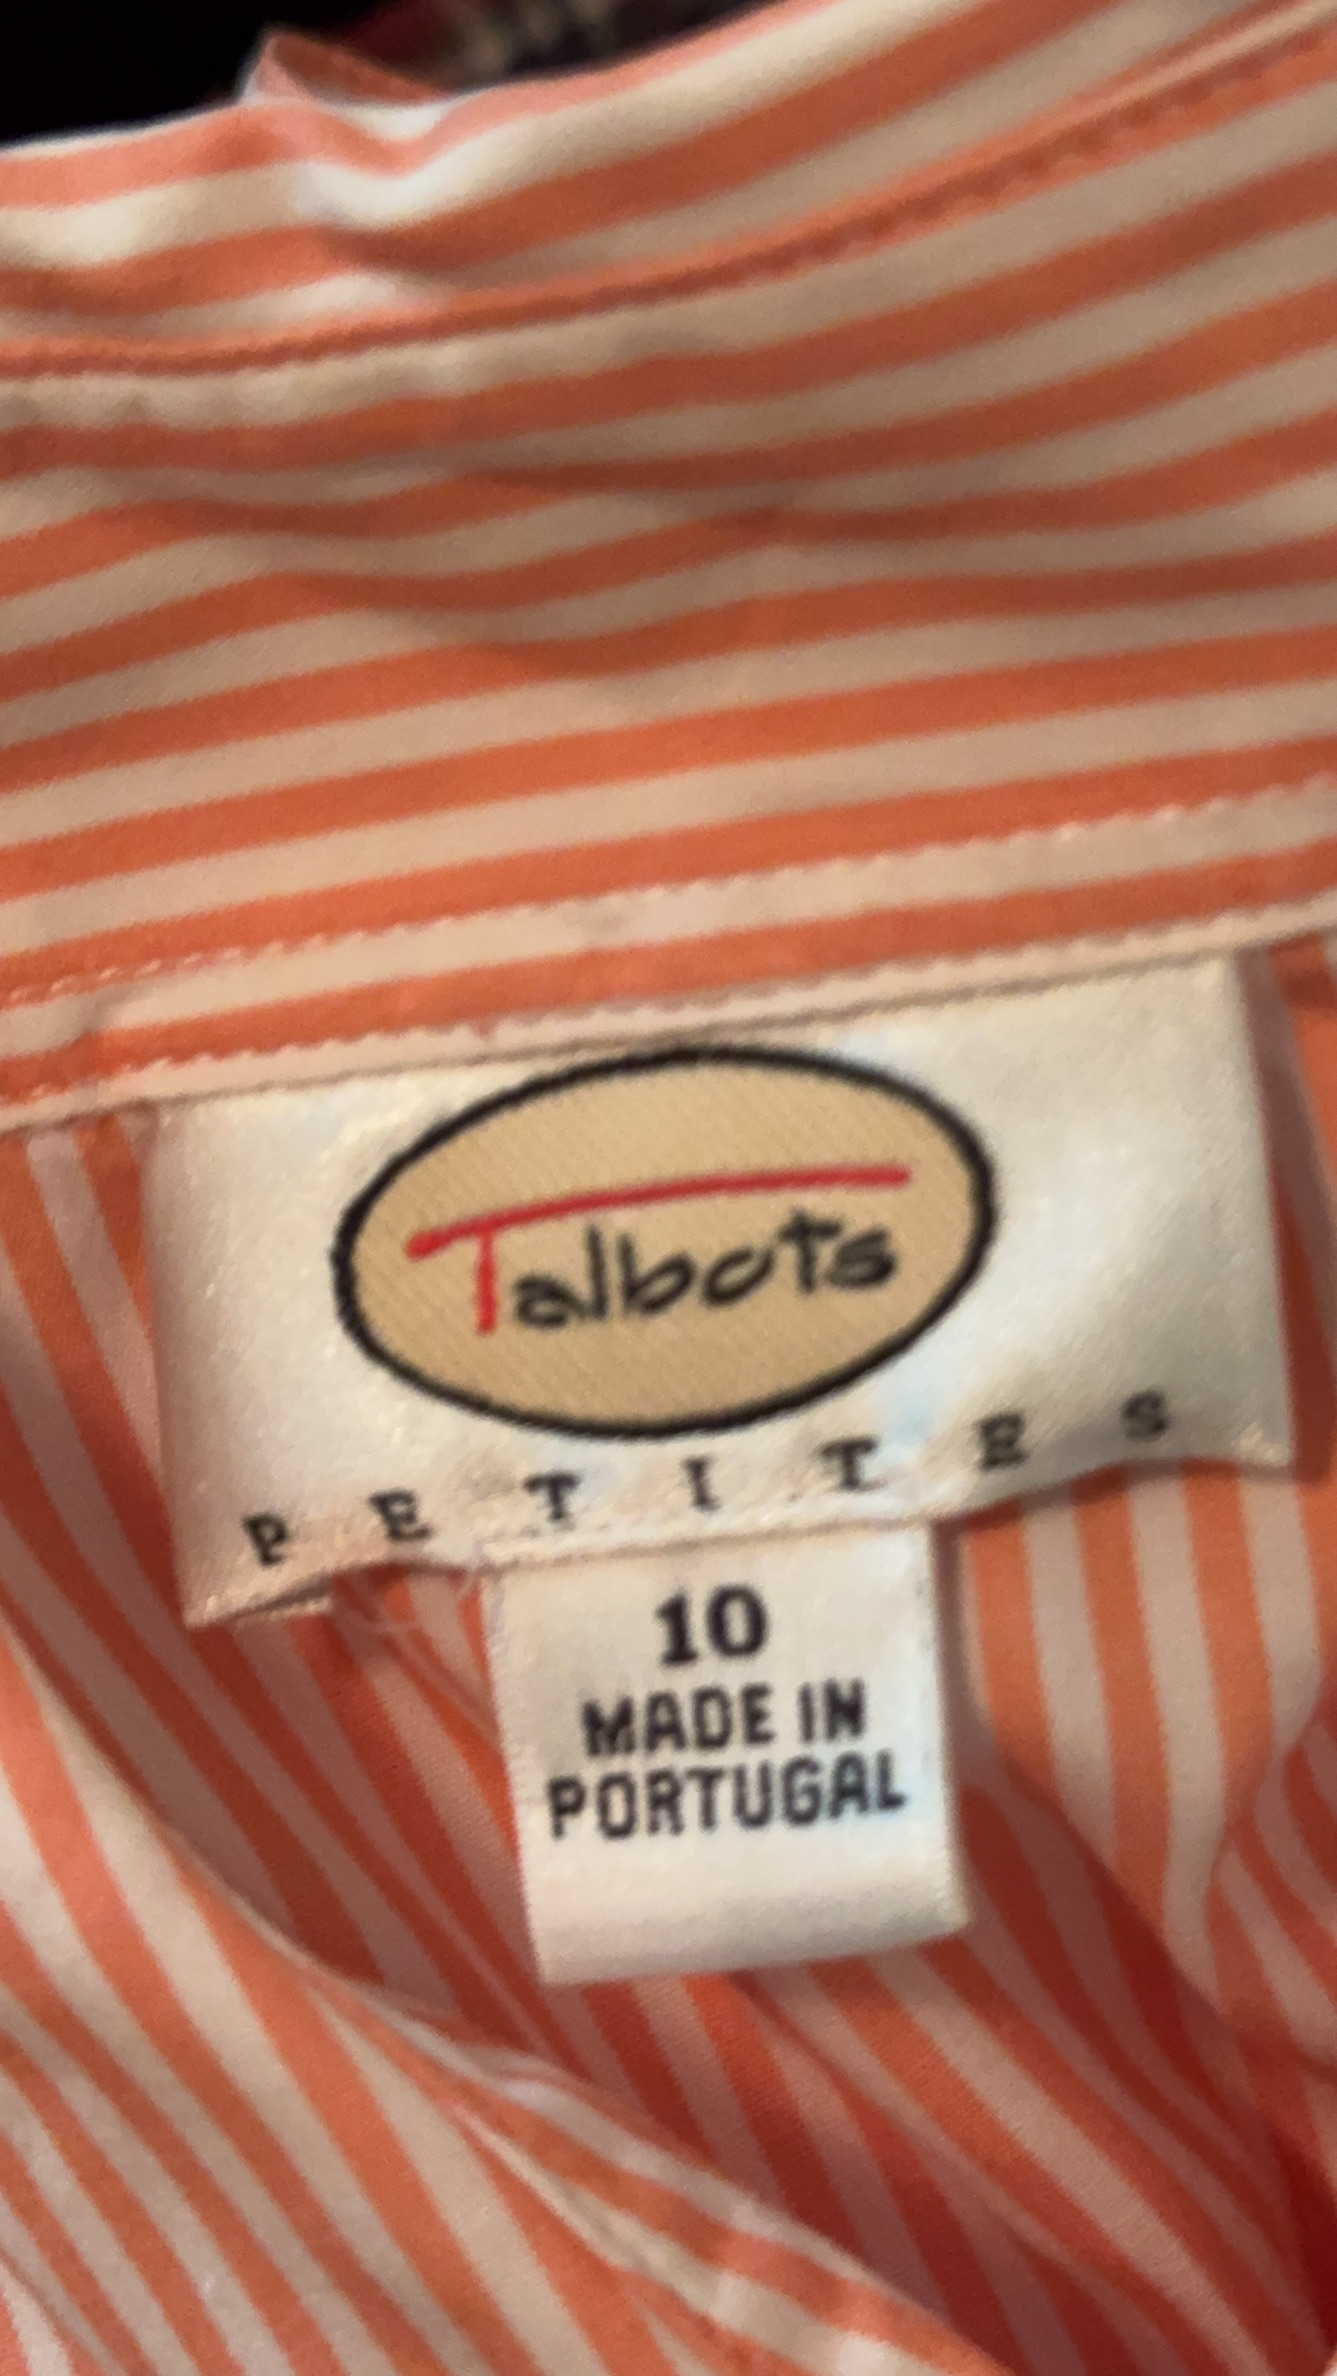 Talbots
PETITES
10
MADE IN
PORTUGAL